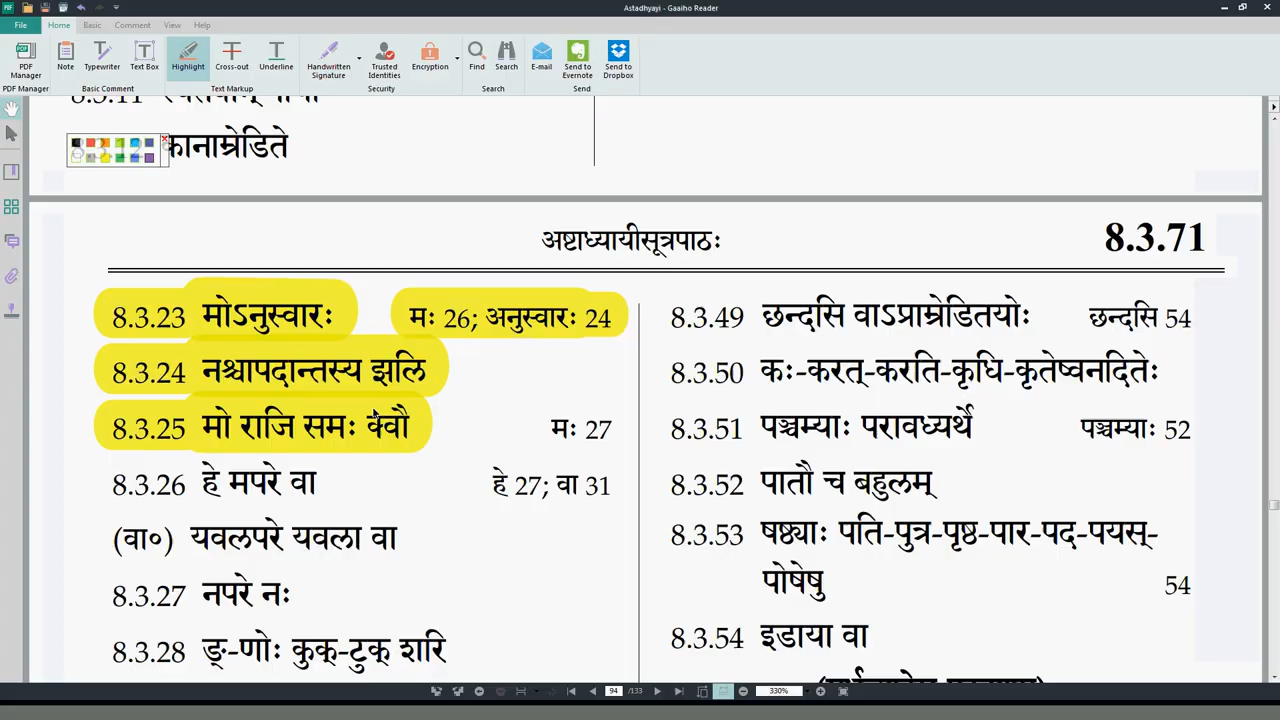 Astadhyayi - Gaaiho Reader
File Home Basic Comment View Help
PDF Manager Note Typewriter Text Box Highlight Cross-out Underline Handwritten Signature Trusted Identities Encryption Find Search E-mail Send to Evernote Send to Dropbox
PDF Manager Basic Comment Text Markup Security Search Send
कानाम्रेडिते
अष्टाध्यायीसूत्रपाठः 8.3.71
8.3.23 मोऽनुस्वारः मः 26; अनुस्वारः 24
8.3.24 नश्चापदान्तस्य झलि
8.3.25 मो राजि समः क्वौ मः 27
8.3.26 हे मपरे वा हे 27; वा 31
(वा०) यवलपरे यवला वा
8.3.27 नपरे नः
8.3.28 ङ्-णोः कुक्-टुक् शरि
8.3.49 छन्दसि वाऽप्राम्रेडितयोः छन्दसि 54
8.3.50 कः-करत्-करति-कृधि-कृतेष्वनदितेः
8.3.51 पञ्चम्याः परावध्यर्थे पञ्चम्याः 52
8.3.52 पातौ च बहुलम्
8.3.53 षष्ठ्याः पति-पुत्र-पृष्ठ-पार-पद-पयस्-
पोषेषु 54
8.3.54 इडाया वा
94 /133 330%